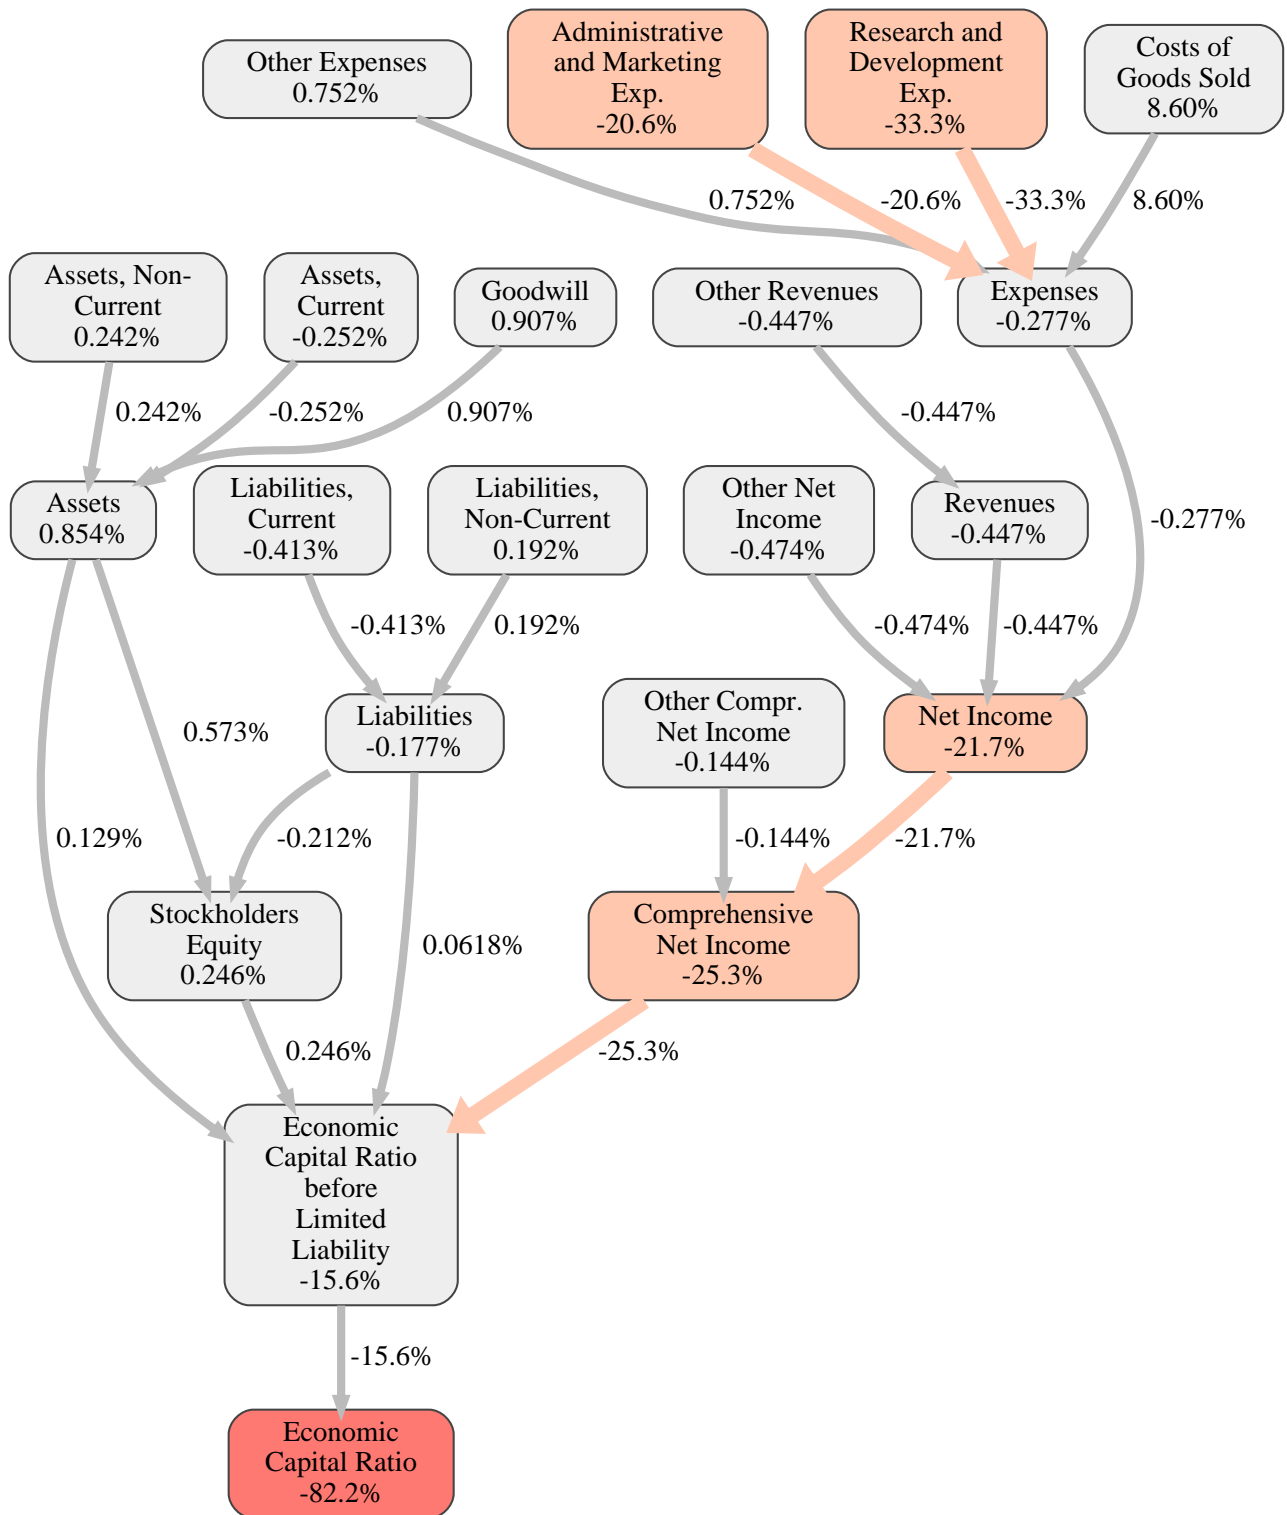 Other Expenses
0.752%
Administrative
and Marketing
Exp.
-20.6%
Research and
Development
Exp.
-33.3%
Costs of
Goods Sold
8.60%
0.752%
-20.6%
-33.3%
8.60%
Assets, Non-
Current
0.242%
Assets,
Current
-0.252%
Goodwill
0.907%
Other Revenues
-0.447%
Expenses
-0.277%
0.242%
-0.252%
0.907%
-0.447%
Assets
0.854%
Liabilities,
Current
-0.413%
Liabilities,
Non-Current
0.192%
Other Net
Income
-0.474%
Revenues
-0.447%
-0.277%
-0.413%
0.192%
-0.474%
-0.447%
0.573%
Liabilities
-0.177%
Other Compr.
Net Income
-0.144%
Net Income
-21.7%
0.129%
-0.212%
-0.144%
-21.7%
Stockholders
Equity
0.246%
0.0618%
Comprehensive
Net Income
-25.3%
0.246%
-25.3%
Economic
Capital Ratio
before
Limited
Liability
-15.6%
-15.6%
Economic
Capital Ratio
-82.2%